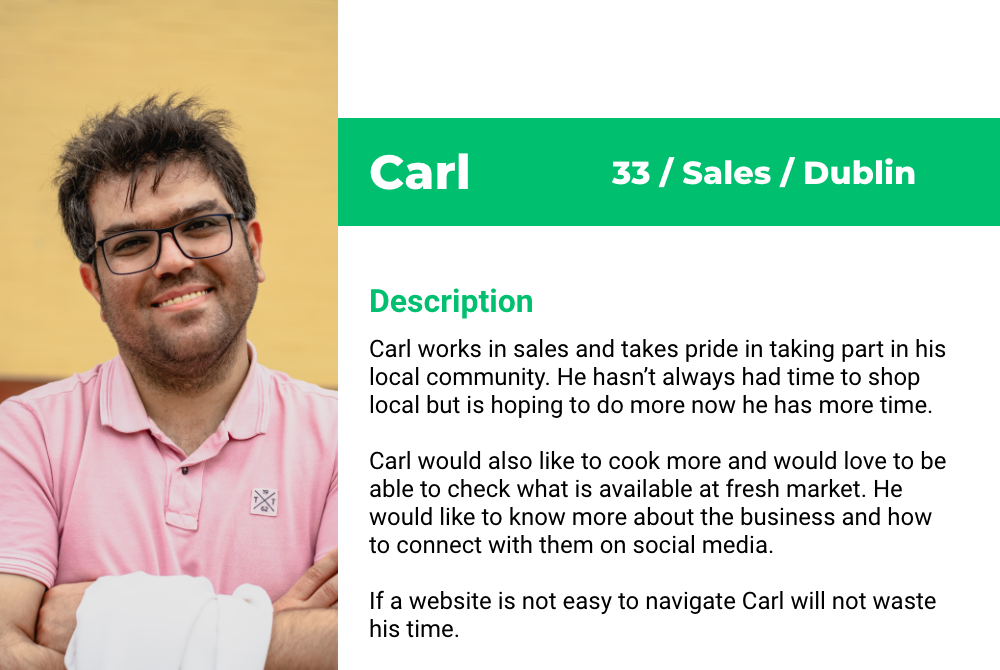 Carl
33 / Sales / Dublin
Description
Carl works in sales and takes pride in taking part in his
local community. He hasn’t always had time to shop
local but is hoping to do more now he has more time.
Carl would also like to cook more and would love to be
able to check what is available at fresh market. He
would like to know more about the business and how
to connect with them on social media.
If a website is not easy to navigate Carl will not waste
his time.